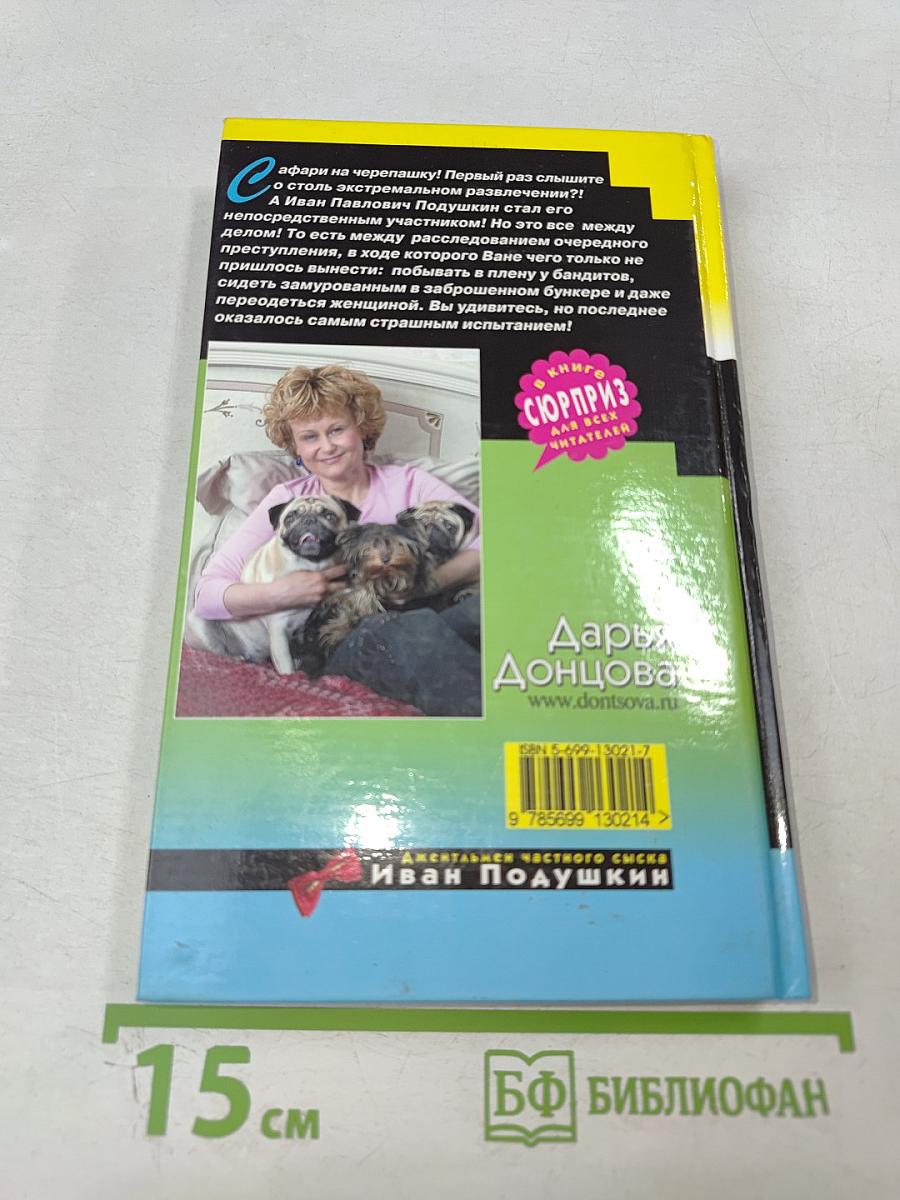 Сафари на черепашку! Первый раз слышите
о столь экстремальном развлечении?!
А Иван Павлович Подушкин стал его
непосредственным участником! Но это все между
делом! То есть между расследованием очередного
преступления, в ходе которого Ване чего только не
пришлось вынести: побывать в плену у бандитов,
сидеть замурованным в заброшенном бункере и даже
переодеться женщиной. Вы удивитесь, но последнее
оказалось самым страшным испытанием!
В КНИГЕ
СЮРПРИЗ
ДЛЯ ВСЕХ
ЧИТАТЕЛЕЙ
Дарья
Донцова
www.dontsova.ru
ISBN 5-699-13021-7
9 785699 130214 >
Джентльмен частного сыска
Иван Подушкин
15 см
БФ БИБЛИОФАН